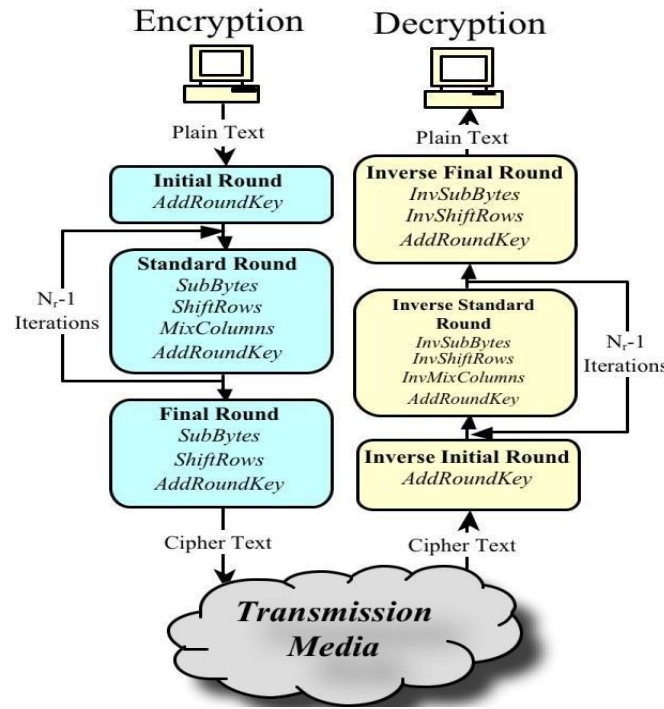 Encryption
Plain Text
Initial Round
AddRoundKey
Standard Round
SubBytes
ShiftRows
MixColumns
AddRoundKey
Nr-1
Iterations
Final Round
SubBytes
ShiftRows
AddRoundKey
Cipher Text
Decryption
Plain Text
Inverse Final Round
InvSubBytes
InvShiftRows
AddRoundKey
Inverse Standard
Round
InvSubBytes
InvShiftRows
InvMixColumns
AddRoundKey
Nr-1
Iterations
Inverse Initial Round
AddRoundKey
Cipher Text
Transmission
Media